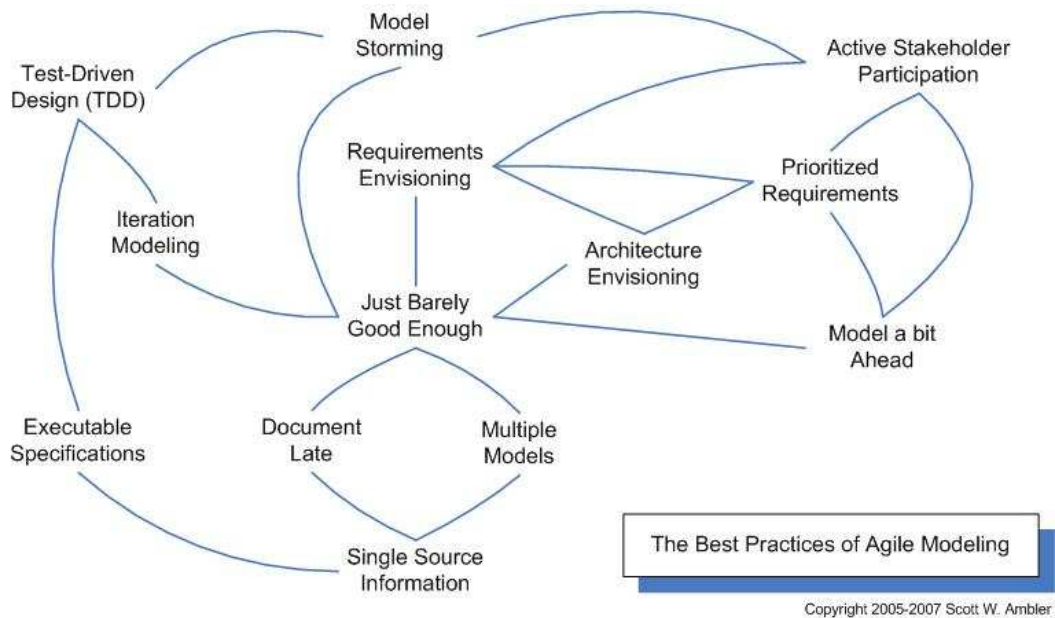 Model
Storming
Active Stakeholder
Participation
Test-Driven
Design (TDD)
Requirements
Envisioning
Prioritized
Requirements
Iteration
Modeling
Architecture
Envisioning
Just Barely
Good Enough
Model a bit
Ahead
Executable
Specifications
Document
Late
Multiple
Models
Single Source
Information
The Best Practices of Agile Modeling
Copyright 2005-2007 Scott W. Ambler